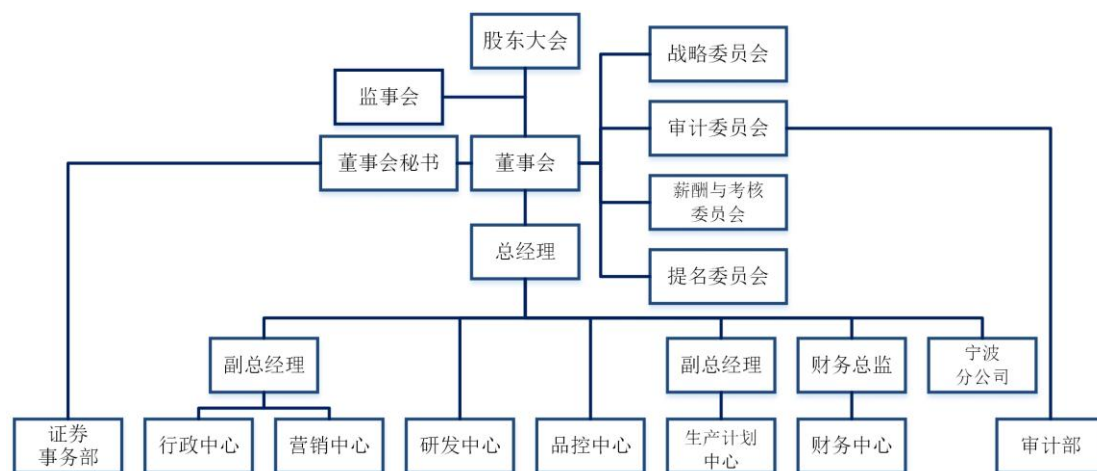 股东大会
战略委员会
监事会
审计委员会
董事会秘书
董事会
薪酬与考核
委员会
总经理
提名委员会
副总经理
副总经理
财务总监
宁波
分公司
证券
事务部
行政中心
营销中心
研发中心
品控中心
生产计划
中心
财务中心
审计部